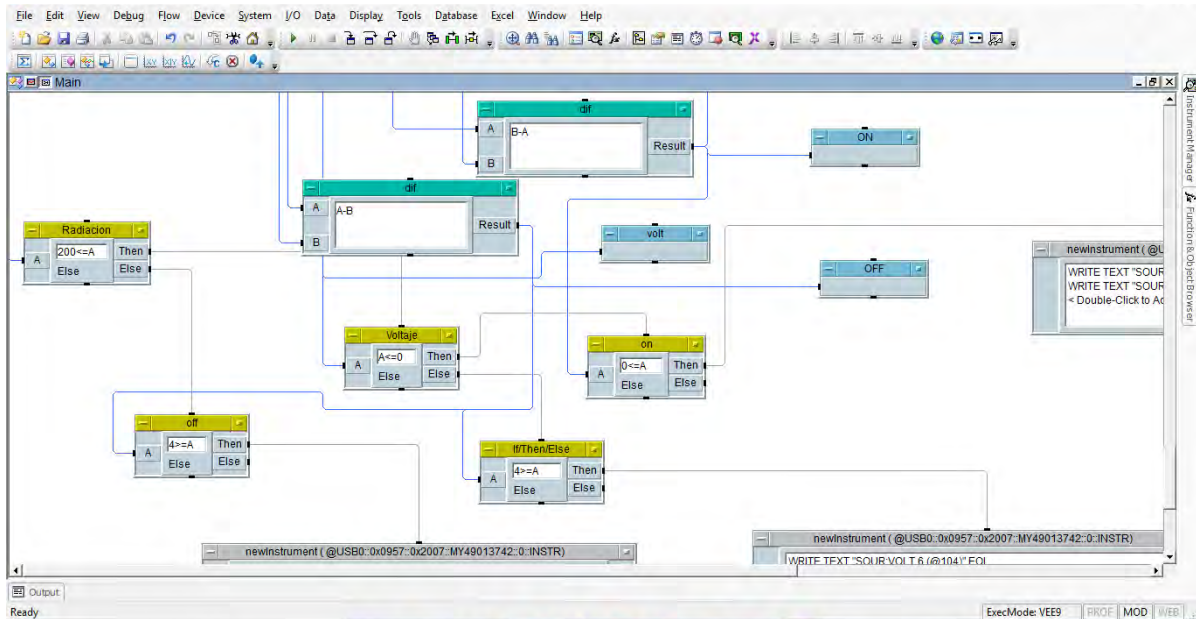 File Edit View Debug Flow Device System I/O Data Display Tools Database Excel Window Help
Main
dif
A
B-A
Result
B
ON
dif
A
A-B
Result
B
Radiacion
200<=A
Then
A
Else
Else
volt
OFF
newInstrument ( @US
WRITE TEXT "SOUR
WRITE TEXT "SOUR
< Double-Click to Ad
Voltaje
A<=0
Then
A
Else
Else
on
0<=A
Then
A
Else
Else
off
4>=A
Then
A
Else
Else
If/Then/Else
4>=A
Then
A
Else
Else
newInstrument ( @USB0::0x0957::0x2007::MY49013742::0::INSTR)
newInstrument ( @USB0::0x0957::0x2007::MY49013742::0::INSTR)
WRITE TEXT "SOUR:VOLT 6,(@104)" EOL
Instrument Manager
Function & Object Browser
Output
Ready
ExecMode: VEE9 PROF MOD WEB